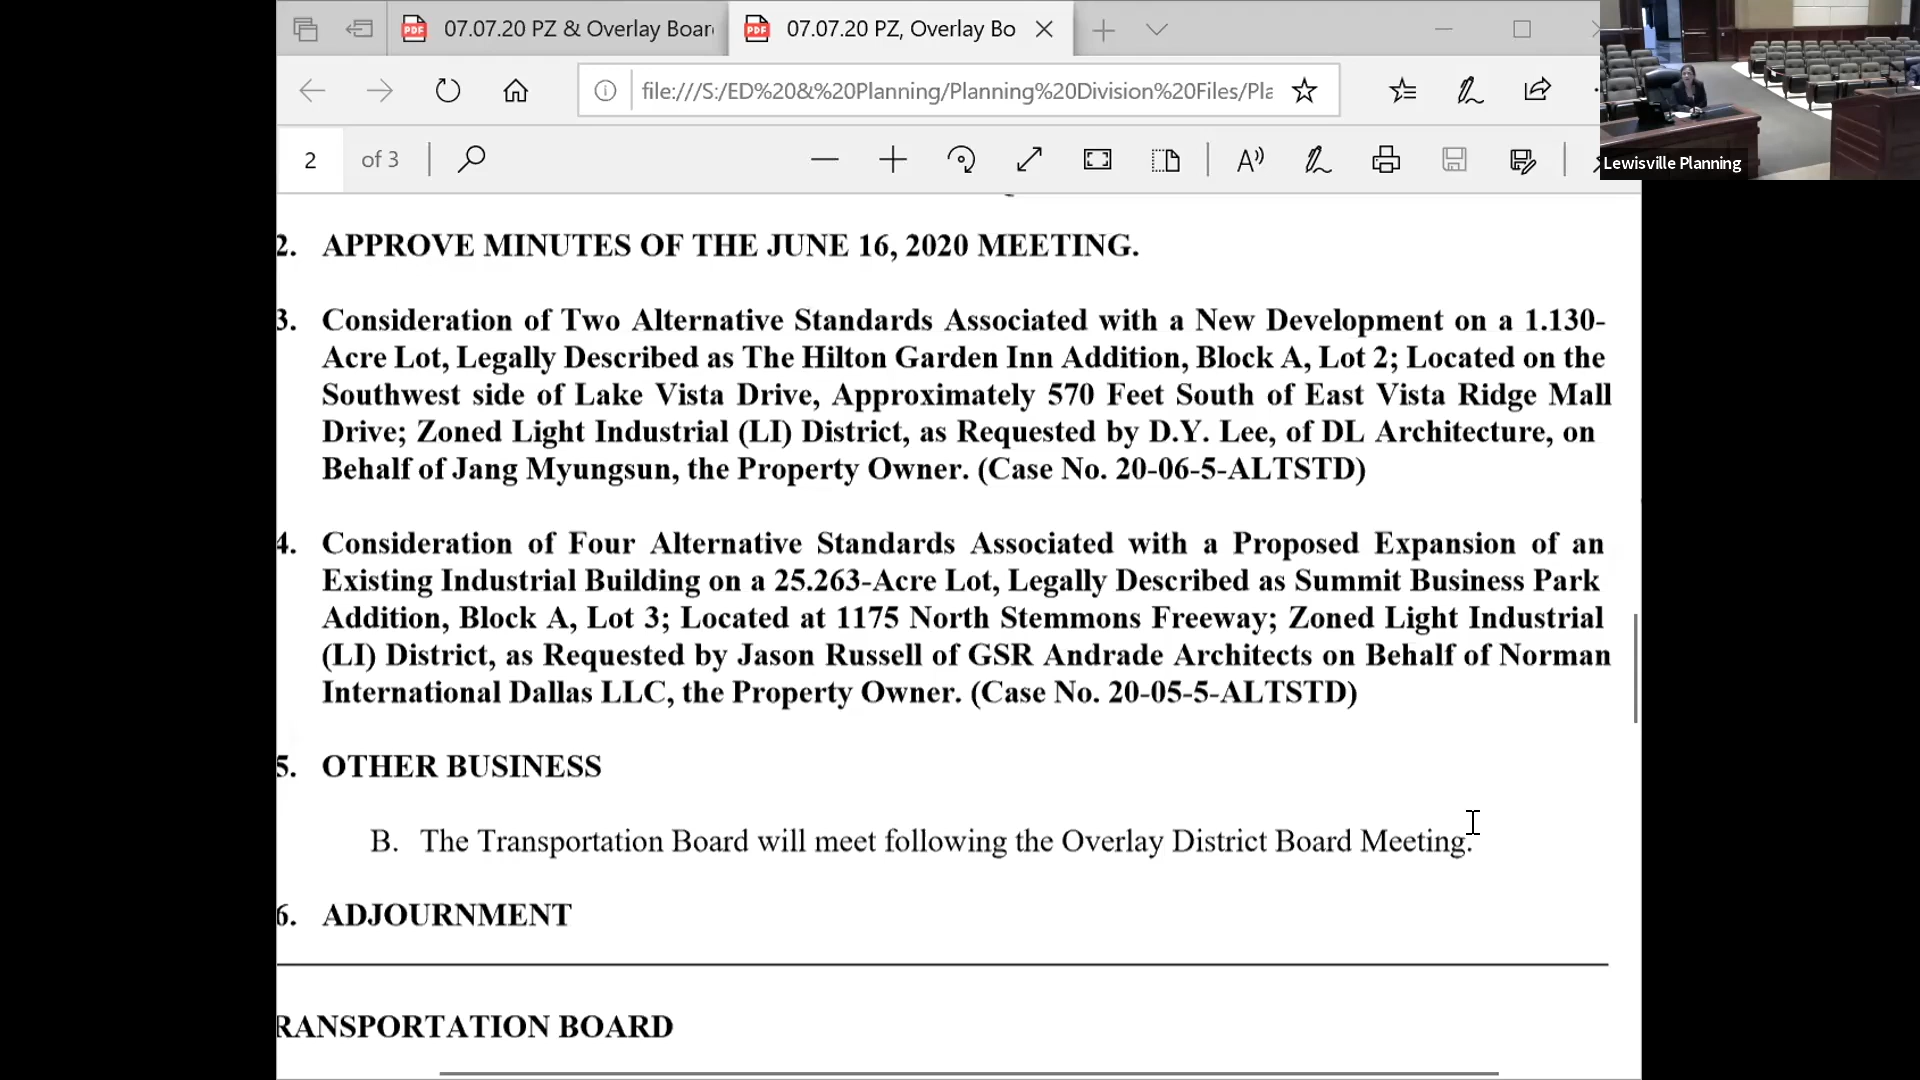 07.07.20 PZ & Overlay Boar
07.07.20 PZ, Overlay Bo
file:///S:/ED%20&%20Planning/Planning%20Division%20Files/Pla
2 of 3
Lewisville Planning
2. APPROVE MINUTES OF THE JUNE 16, 2020 MEETING.
3. Consideration of Two Alternative Standards Associated with a New Development on a 1.130-
Acre Lot, Legally Described as The Hilton Garden Inn Addition, Block A, Lot 2; Located on the
Southwest side of Lake Vista Drive, Approximately 570 Feet South of East Vista Ridge Mall
Drive; Zoned Light Industrial (LI) District, as Requested by D.Y. Lee, of DL Architecture, on
Behalf of Jang Myungsun, the Property Owner. (Case No. 20-06-5-ALTSTD)
4. Consideration of Four Alternative Standards Associated with a Proposed Expansion of an
Existing Industrial Building on a 25.263-Acre Lot, Legally Described as Summit Business Park
Addition, Block A, Lot 3; Located at 1175 North Stemmons Freeway; Zoned Light Industrial
(LI) District, as Requested by Jason Russell of GSR Andrade Architects on Behalf of Norman
International Dallas LLC, the Property Owner. (Case No. 20-05-5-ALTSTD)
5. OTHER BUSINESS
B. The Transportation Board will meet following the Overlay District Board Meeting.
6. ADJOURNMENT
RANSPORTATION BOARD